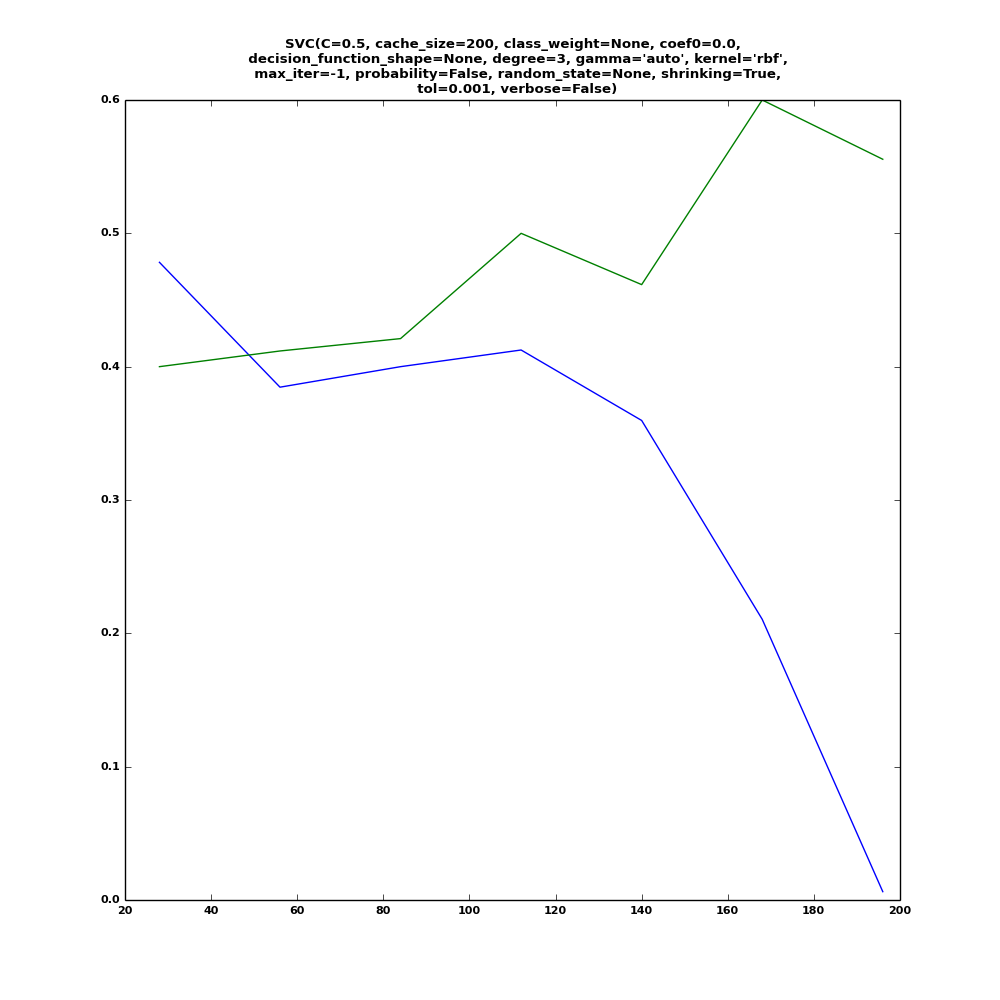 SVC(C=0.5, cache_size=200, class_weight=None, coef0=0.0,
decision_function_shape=None, degree=3, gamma='auto', kernel='rbf',
max_iter=-1, probability=False, random_state=None, shrinking=True,
tol=0.001, verbose=False)
0.6
0.5
0.4
0.3
0.2
0.1
0.0
20 40 60 80 100 120 140 160 180 200